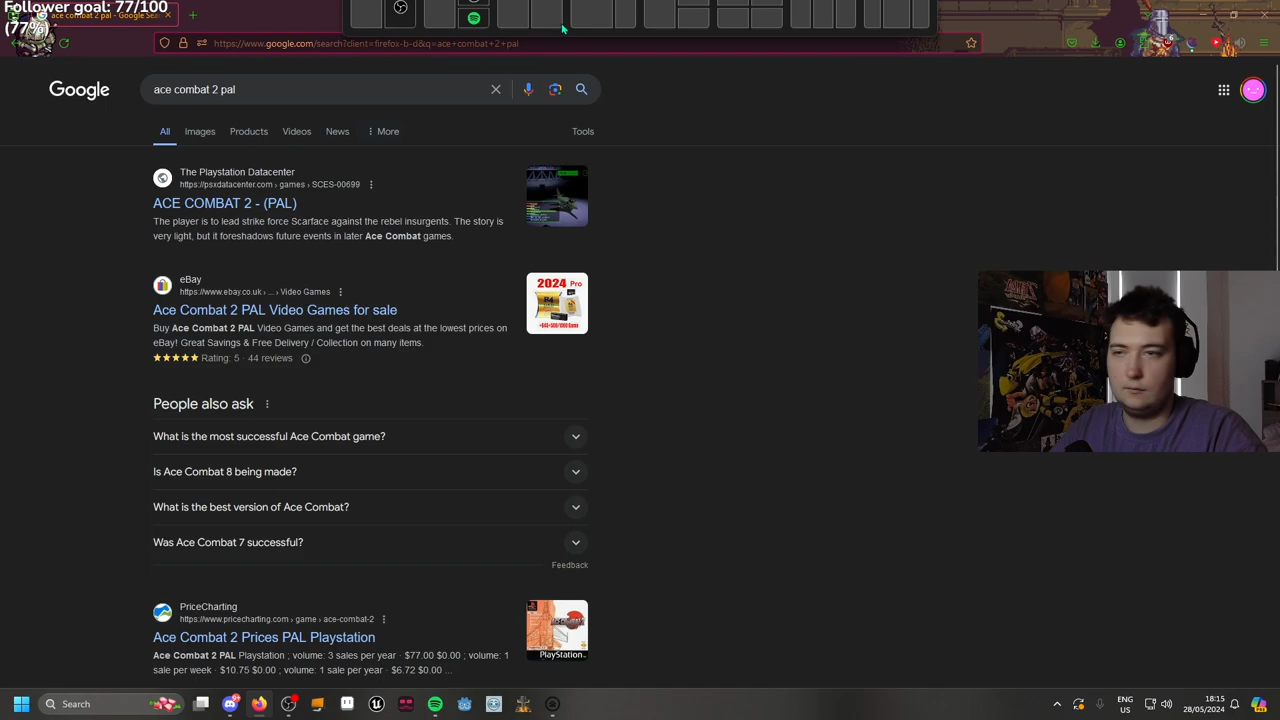 Follower goal: 77/100
(77%)
ace combat 2 pal - Google Sear
https://www.google.com/search?client=firefox-b-d&q=ace+combat+2+pal
Google
ace combat 2 pal
All
Images
Products
Videos
News
More
Tools
The Playstation Datacenter
https://psxdatacenter.com › games › SCES-00699
ACE COMBAT 2 - (PAL)
The player is to lead strike force Scarface against the rebel insurgents. The story is
very light, but it foreshadows future events in later Ace Combat games.
eBay
https://www.ebay.co.uk › ... › Video Games
Ace Combat 2 PAL Video Games for sale
Buy Ace Combat 2 PAL Video Games and get the best deals at the lowest prices on
eBay! Great Savings & Free Delivery / Collection on many items.
Rating: 5 · 44 reviews
2024 Pro
R4
People also ask
What is the most successful Ace Combat game?
Is Ace Combat 8 being made?
What is the best version of Ace Combat?
Was Ace Combat 7 successful?
Feedback
PriceCharting
https://www.pricecharting.com › game › ace-combat-2
Ace Combat 2 Prices PAL Playstation
Ace Combat 2 PAL Playstation ; volume: 3 sales per year · $77.00 $0.00 ; volume: 1
sale per week · $10.75 $0.00 ; volume: 1 sale per year · $6.72 $0.00 ...
PlayStation
Search
ENG
US
18:15
28/05/2024